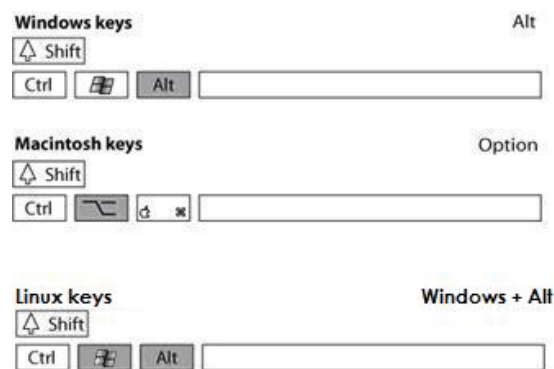 Windows keys Alt
Shift
Ctrl Alt
Macintosh keys Option
Shift
Ctrl
Linux keys Windows + Alt
Shift
Ctrl Alt